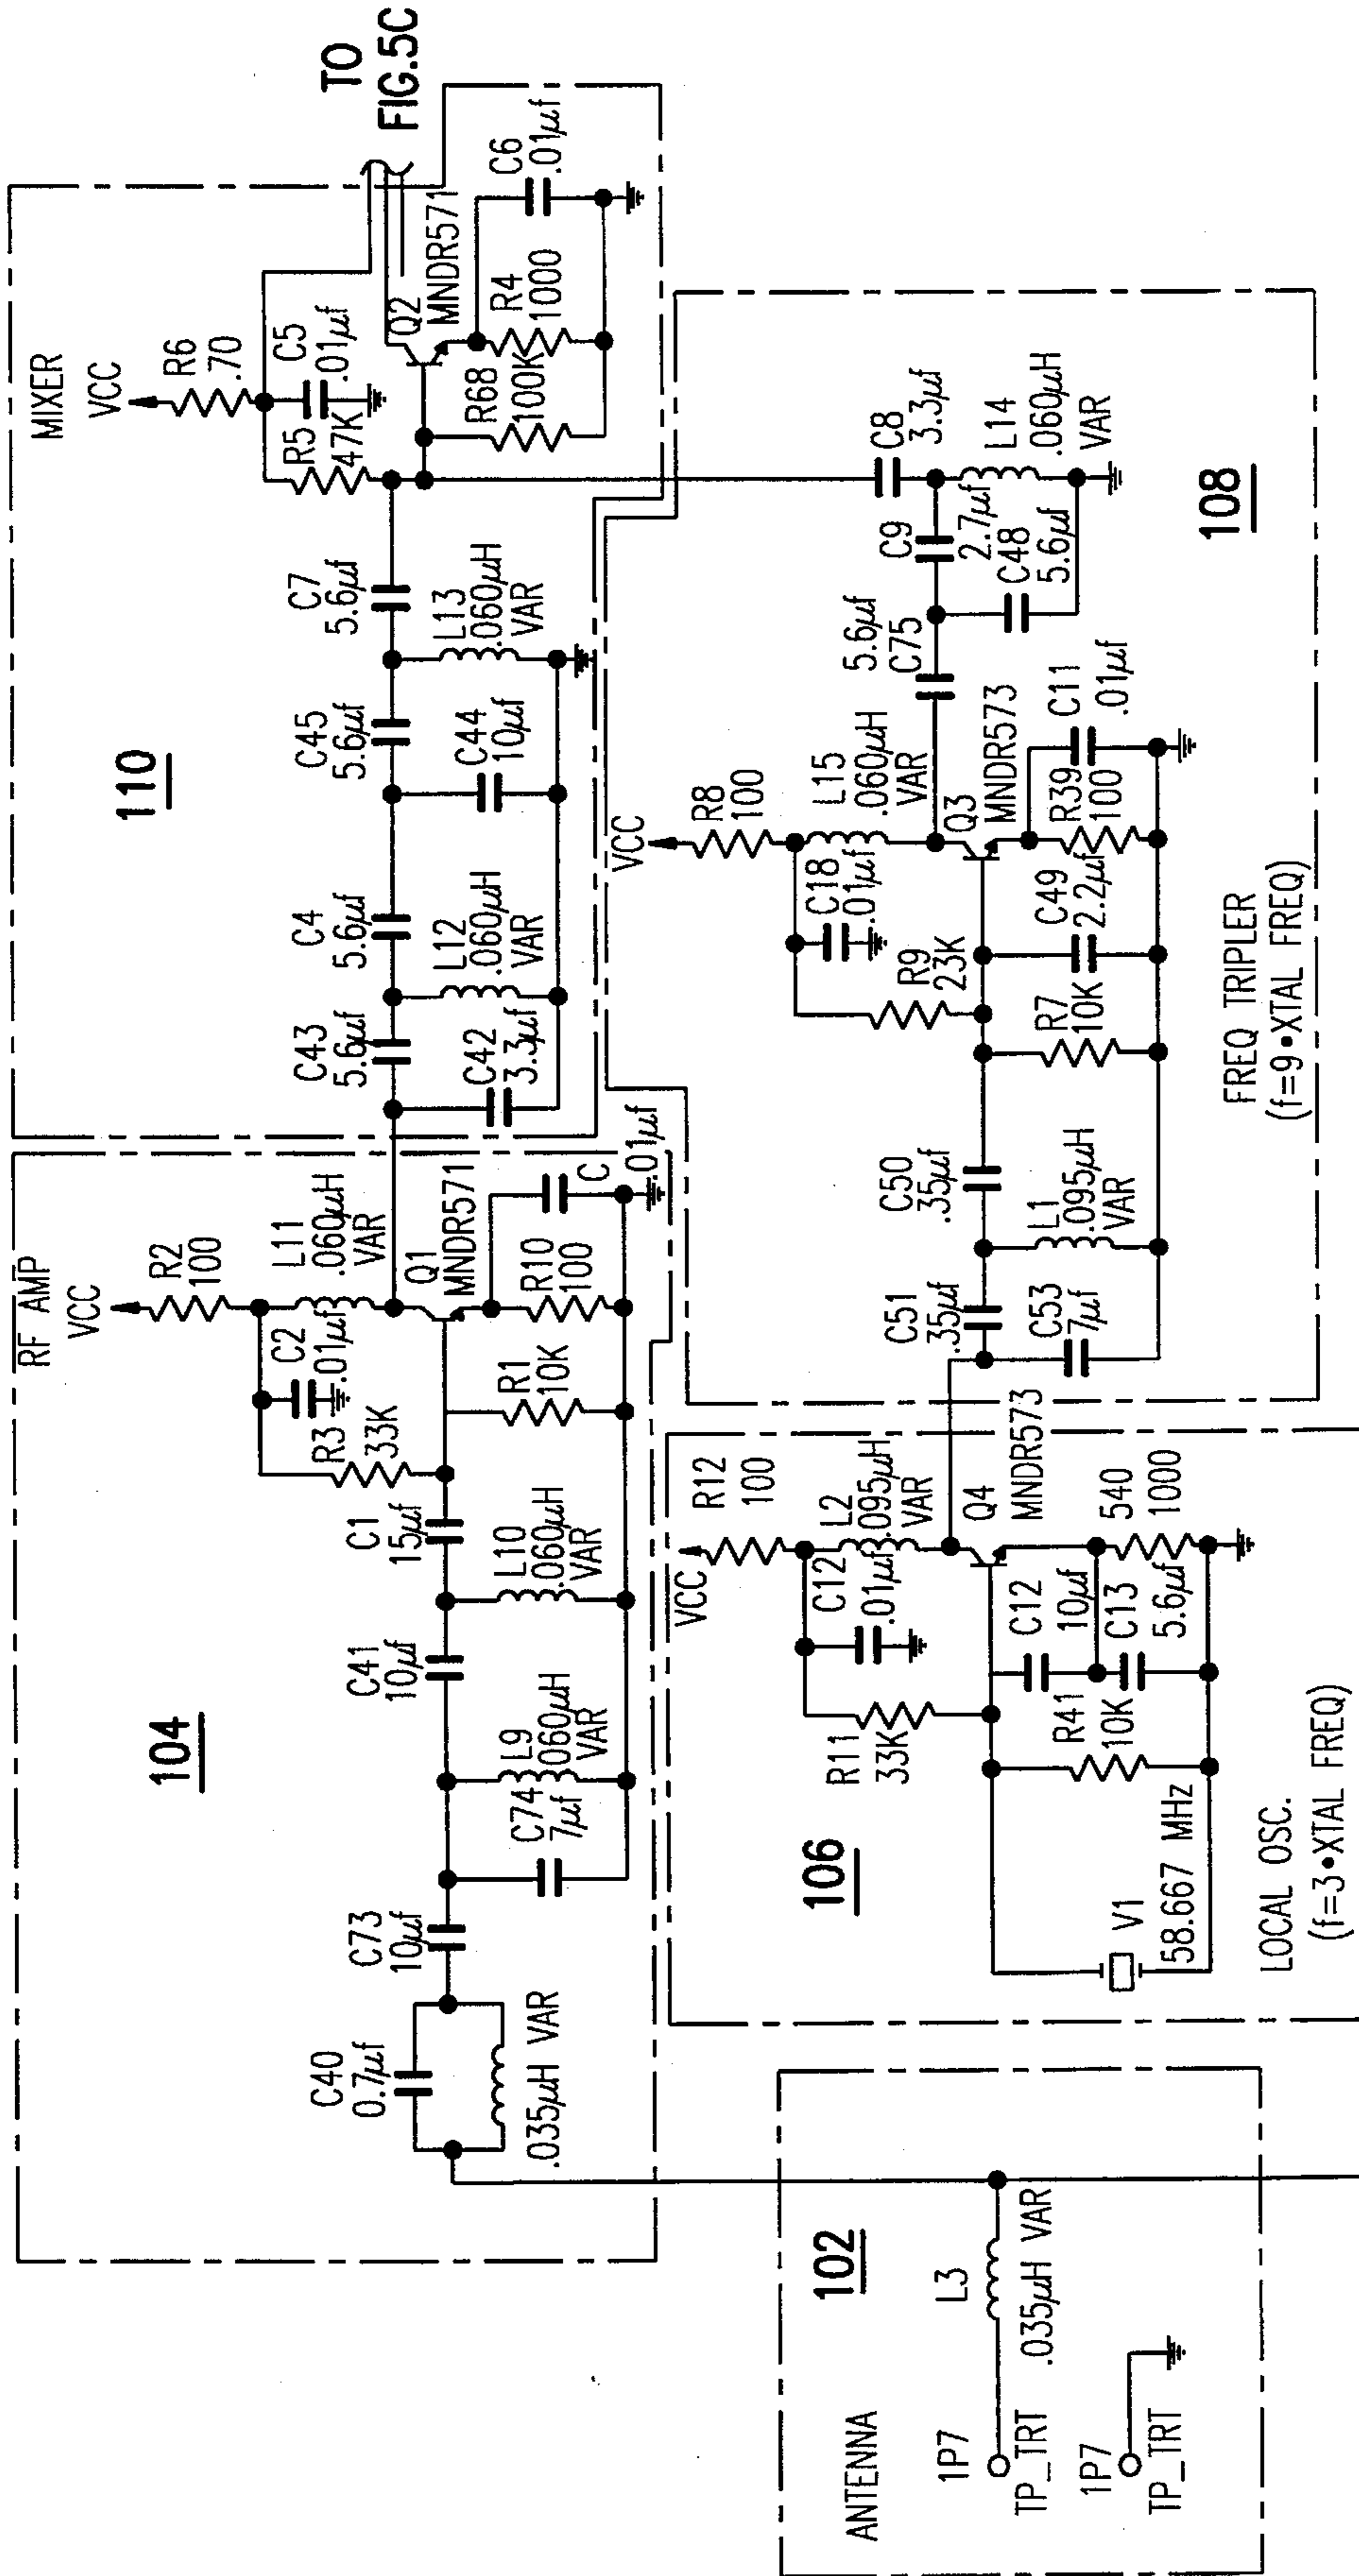 TO
FIG.5C
110
MIXER
VCC
R6
.70
C5
.01µf
R5
47K
Q2
MNDR571
R68
100K
R4
1000
C6
.01µf
C43
5.6µf
C4
5.6µf
C45
5.6µf
C7
5.6µf
C42
3.3µf
L12
.060µH
VAR
C44
10µf
L13
.060µH
VAR
104
RF AMP
VCC
R2
100
L11
.060µH
VAR
C2
.01µf
R3
33K
Q1
MNDR571
R1
10K
R10
100
C
.01µf
C40
0.7µf
.035µH VAR
C73
10µf
C74
7µf
L9
.060µH
VAR
C41
10µf
L10
.060µH
VAR
C1
15µf
108
FREQ TRIPLER
(f=9•XTAL FREQ)
VCC
R8
100
L15
.060µH
VAR
C18
.01µf
R9
23K
Q3
MNDR573
C75
5.6µf
C9
2.7µf
C48
5.6µf
C8
3.3µf
L14
.060µH
VAR
C51
.35µf
C50
.35µf
C53
7µf
L1
.095µH
VAR
R7
10K
C49
2.2µf
R39
100
C11
.01µf
106
LOCAL OSC.
(f=3•XTAL FREQ)
VCC
R12
100
L2
.095µH
VAR
C12
.01µf
R11
33K
Q4
MNDR573
540
1000
C12
10µf
C13
5.6µf
R41
10K
V1
58.667 MHz
102
ANTENNA
L3
.035µH VAR
1P7
TP_TRT
1P7
TP_TRT